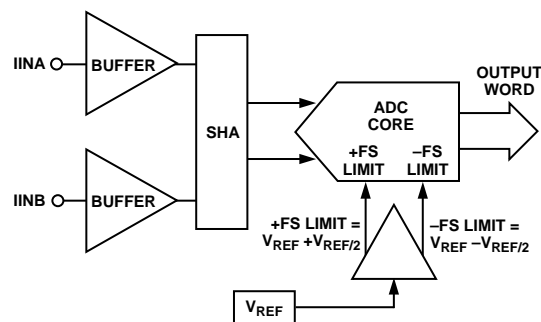 IINA
BUFFER
SHA
IINB
BUFFER
ADC
CORE
+FS
LIMIT
–FS
LIMIT
OUTPUT
WORD
+FS LIMIT =
VREF +VREF/2
–FS LIMIT =
VREF –VREF/2
VREF